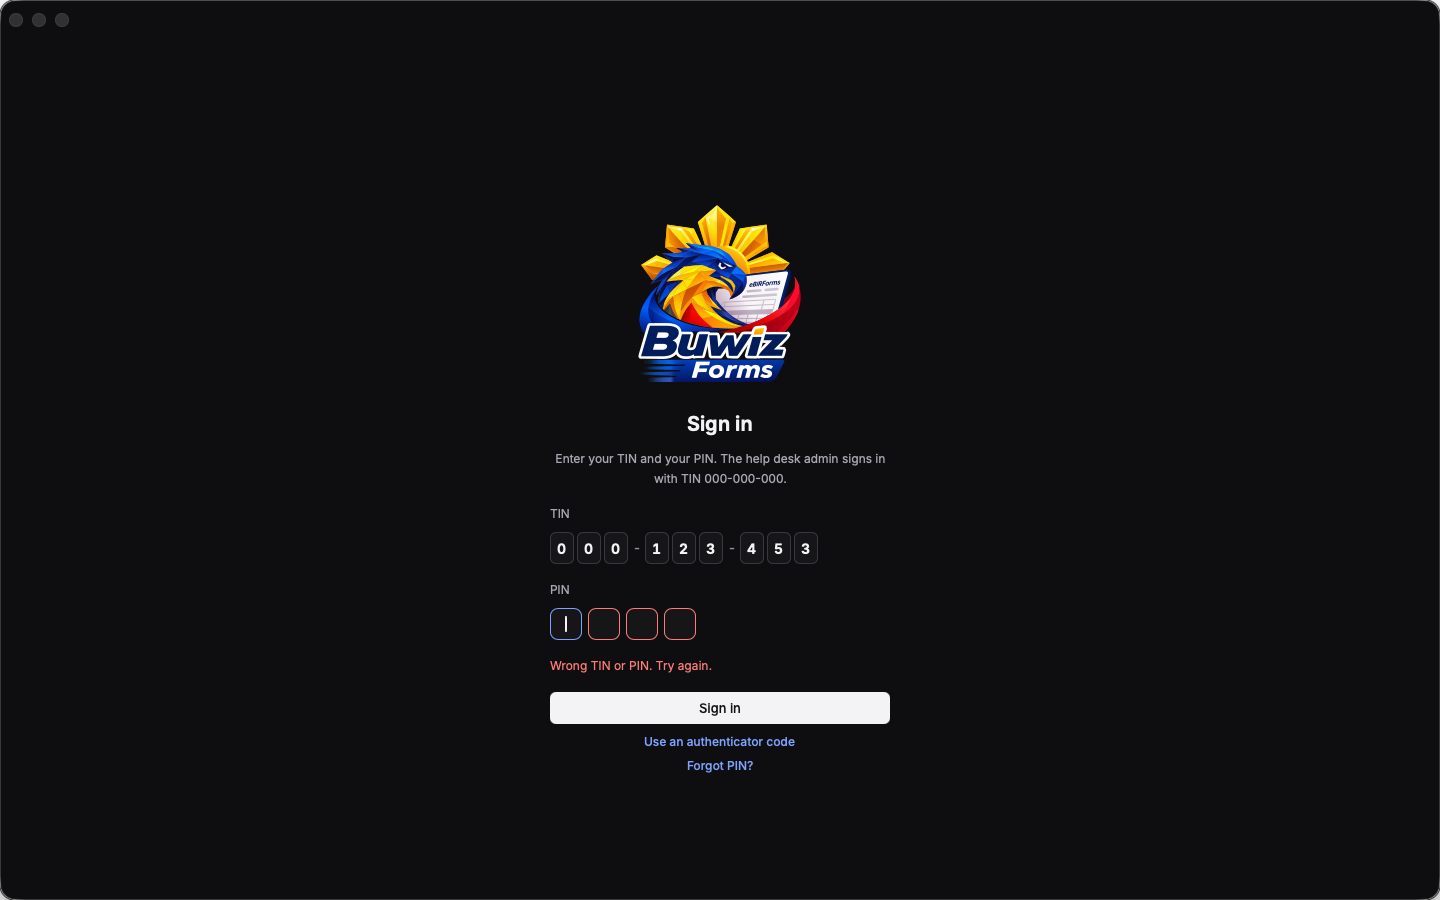 eBIRForms
Buwiz
Forms
Sign in
Enter your TIN and your PIN. The help desk admin signs in
with TIN 000-000-000.
TIN
0 0 0 - 1 2 3 - 4 5 3
PIN
Wrong TIN or PIN. Try again.
Sign in
Use an authenticator code
Forgot PIN?